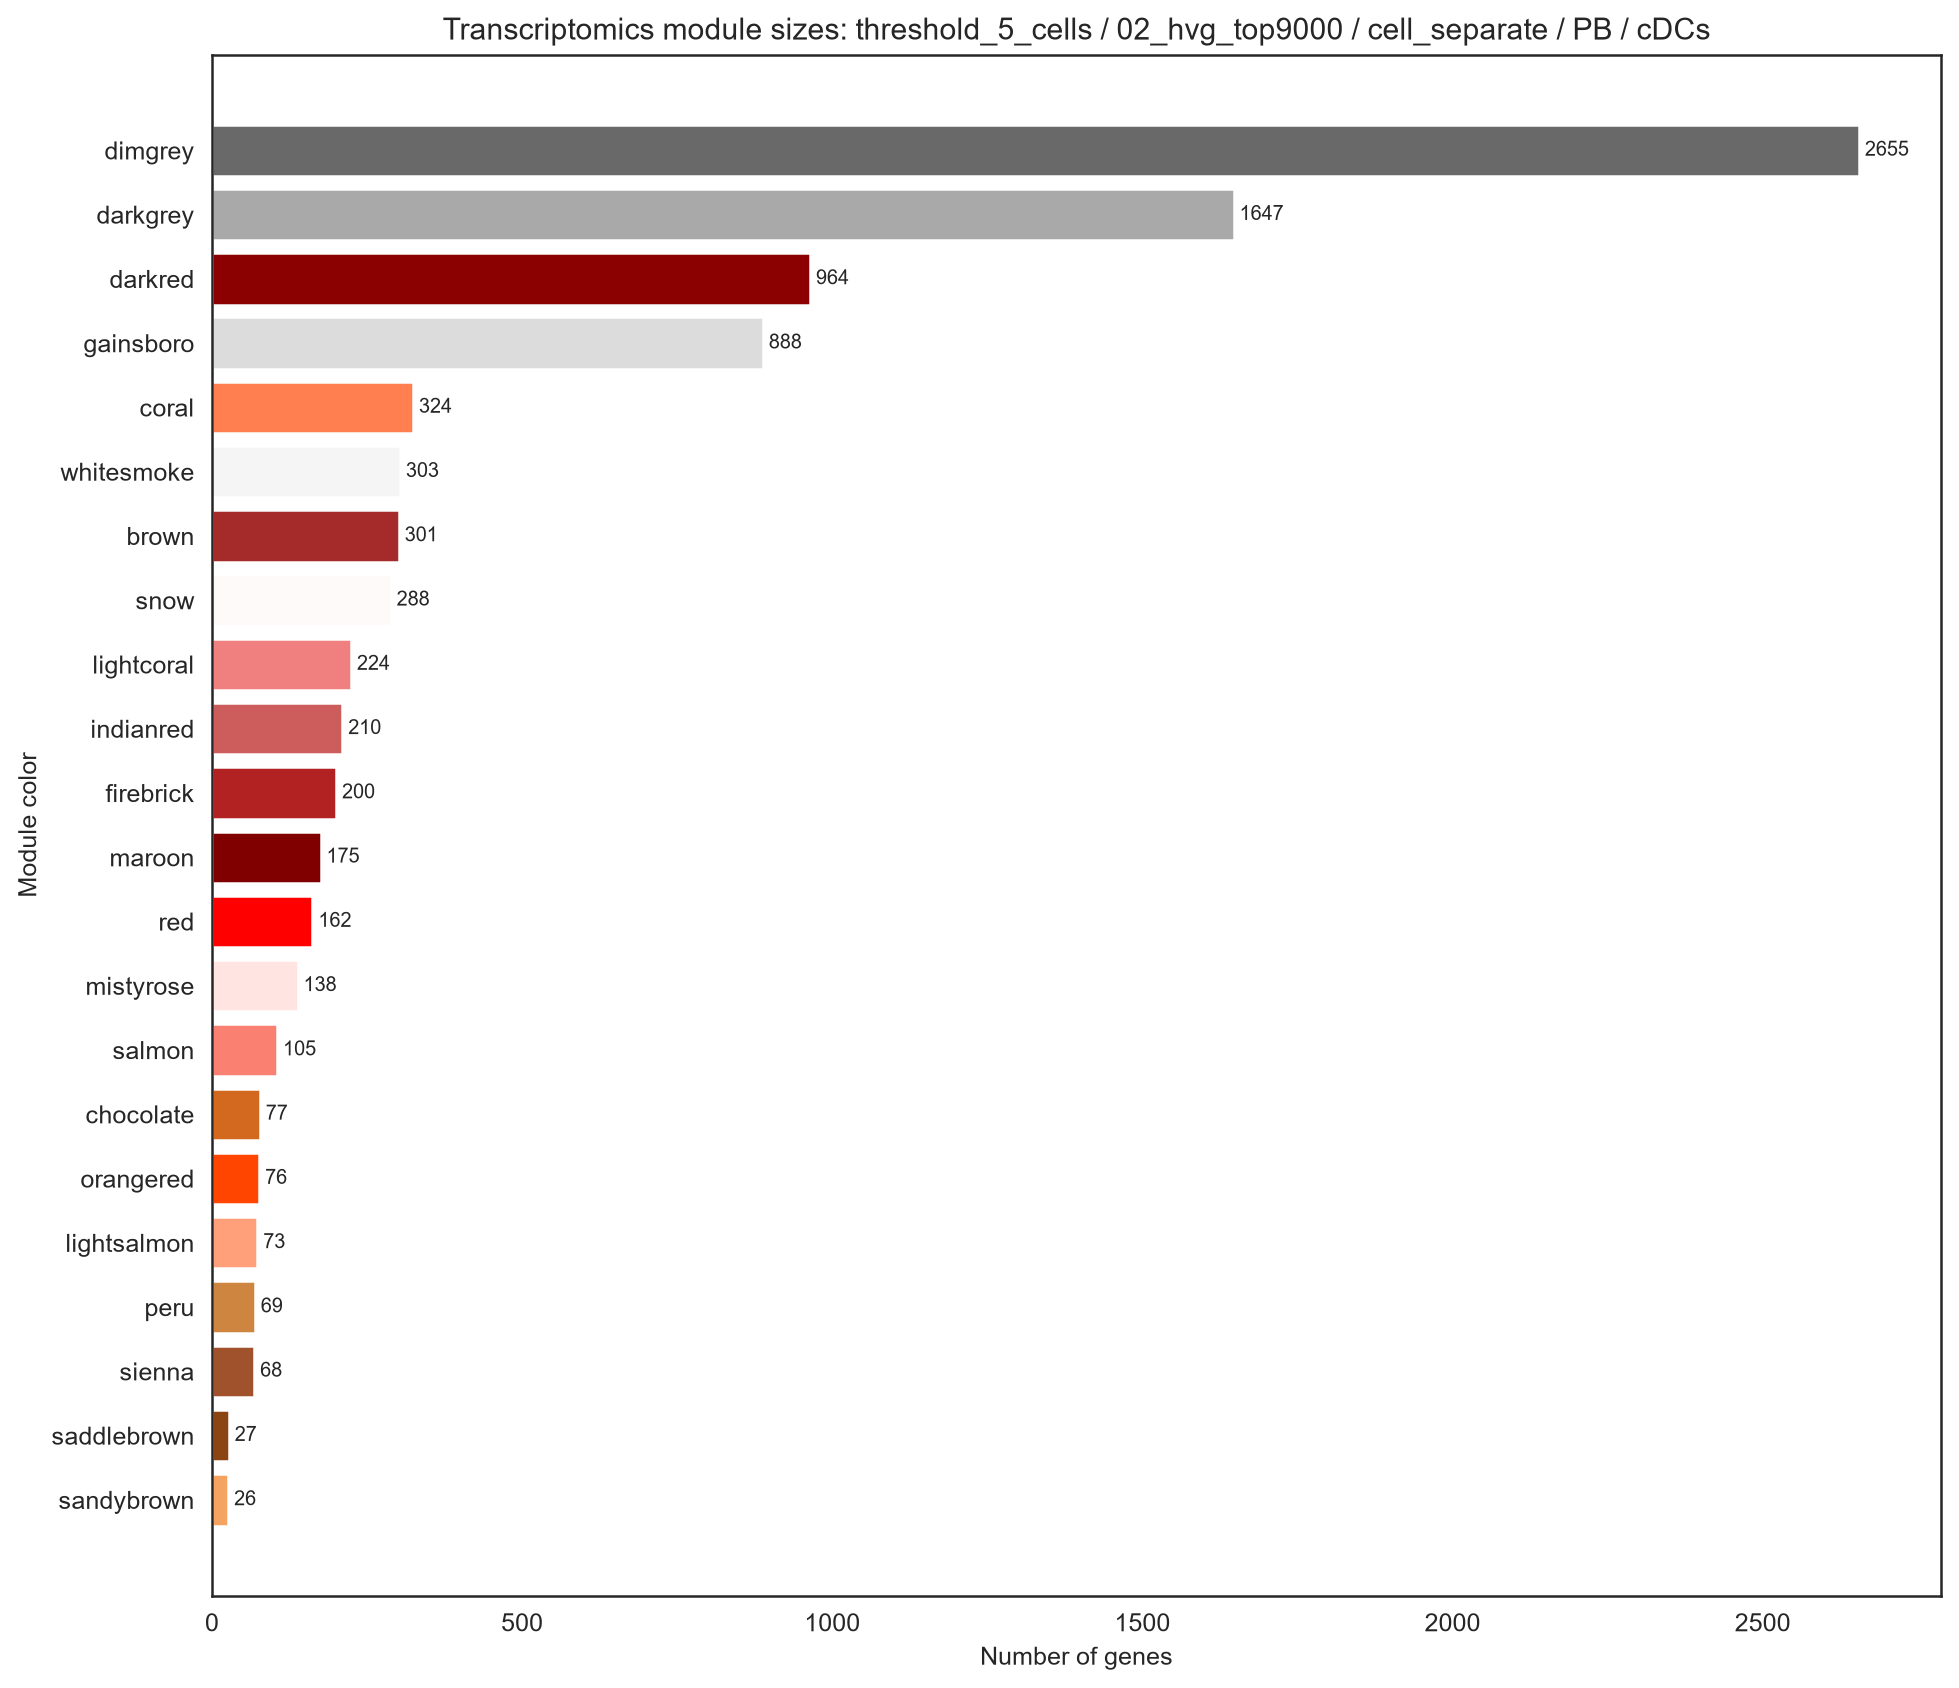 Transcriptomics module sizes: threshold_5_cells / 02_hvg_top9000 / cell_separate / PB / cDCs
dimgrey 2655
darkgrey 1647
darkred 964
gainsboro 888
coral 324
whitesmoke 303
brown 301
snow 288
lightcoral 224
indianred 210
firebrick 200
maroon 175
red 162
mistyrose 138
salmon 105
chocolate 77
orangered 76
lightsalmon 73
peru 69
sienna 68
saddlebrown 27
sandybrown 26
Module color
0 500 1000 1500 2000 2500
Number of genes